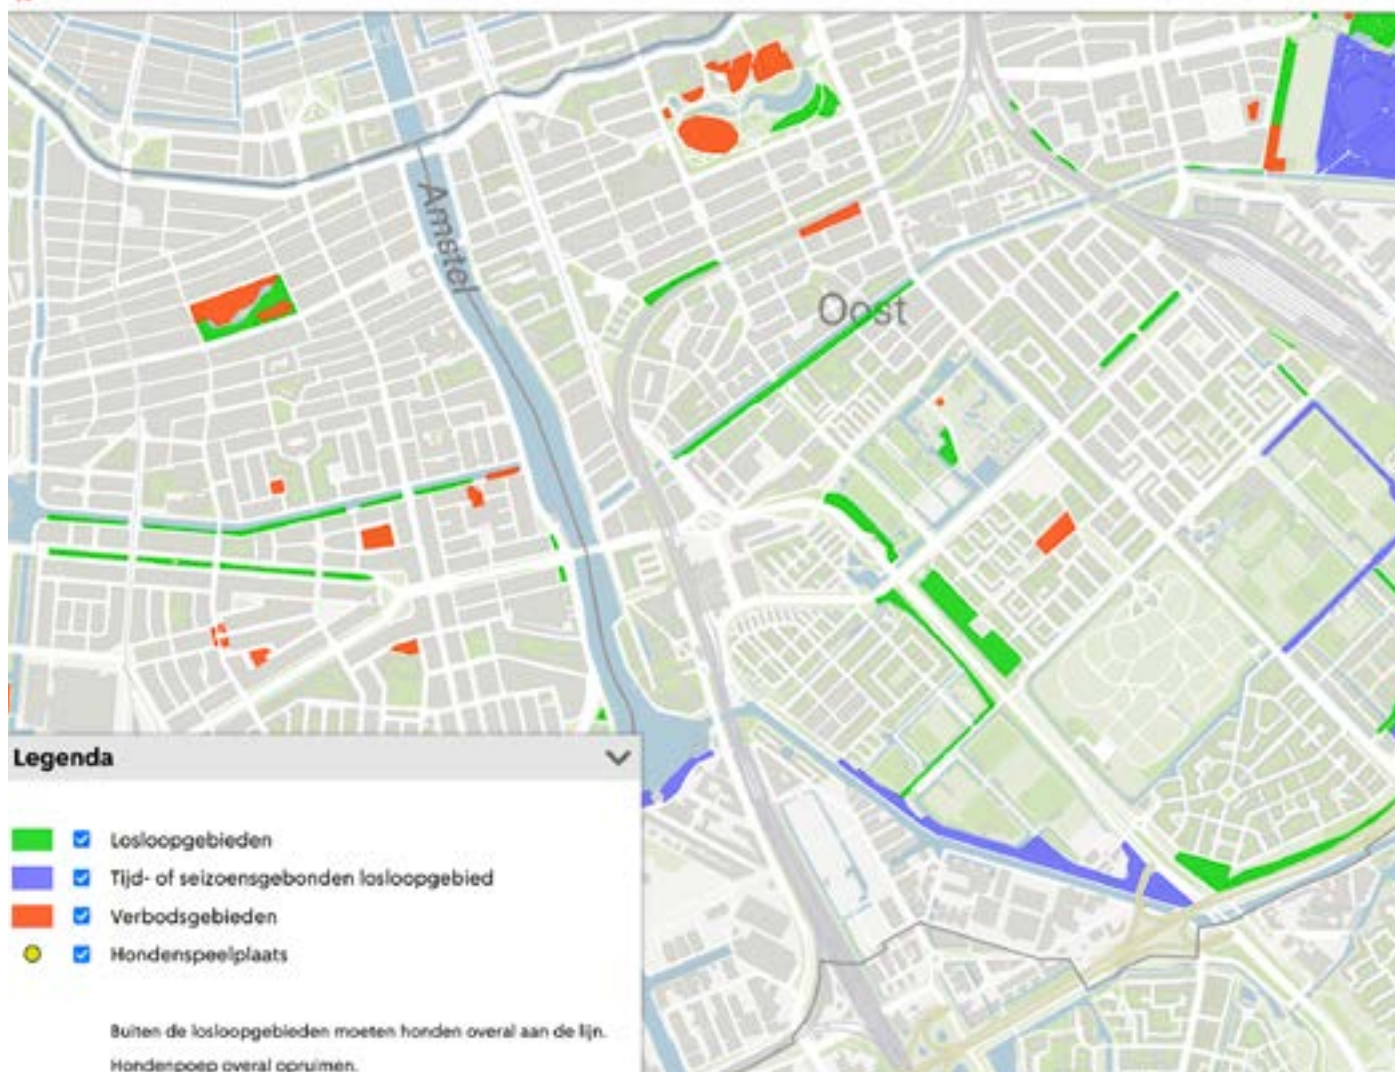 Amstel
Oost
Legenda
Losloopgebieden
Tijd- of seizoensgebonden losloopgebied
Verbodsgebieden
Hondenspeelplaats
Buiten de losloopgebieden moeten honden overal aan de lijn.
Hondenpoep overal opruimen.